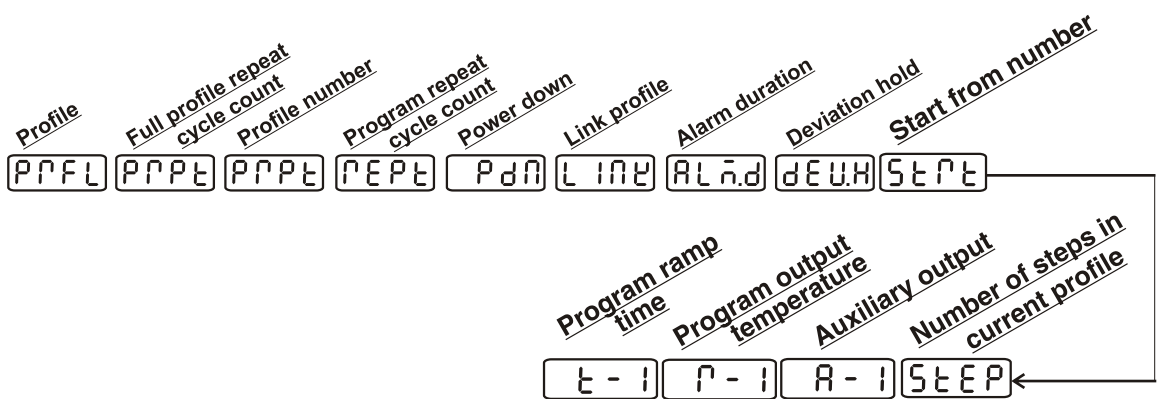 Profile
Full profile repeat
cycle count
Profile number
Program repeat
cycle count
Power down
Link profile
Alarm duration
Deviation hold
Start from number
PrFL
PrPt
PrPt
rEPt
Pdn
LInK
ALm.d
dEV.H
Strt
Program ramp
time
Program output
temperature
Auxiliary output
Number of steps in
current profile
t - 1
r - 1
A - 1
StEP